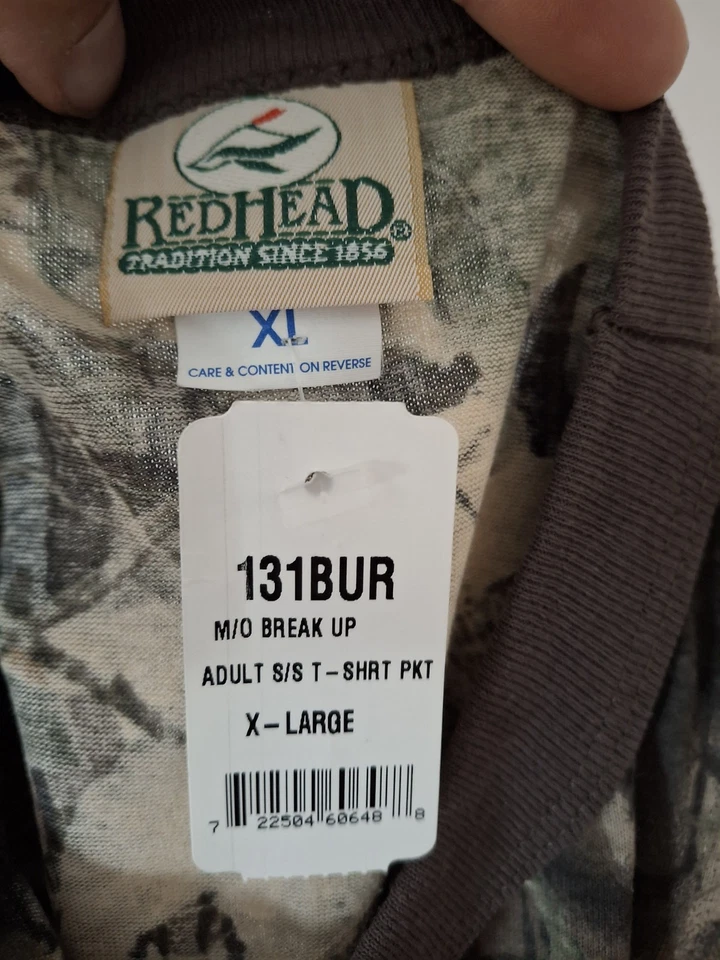 REDHEAD®
TRADITION SINCE 1856
XL
CARE & CONTENT ON REVERSE
131BUR
M/O BREAK UP
ADULT S/S T-SHRT PKT
X-LARGE
7 22504 60648 8